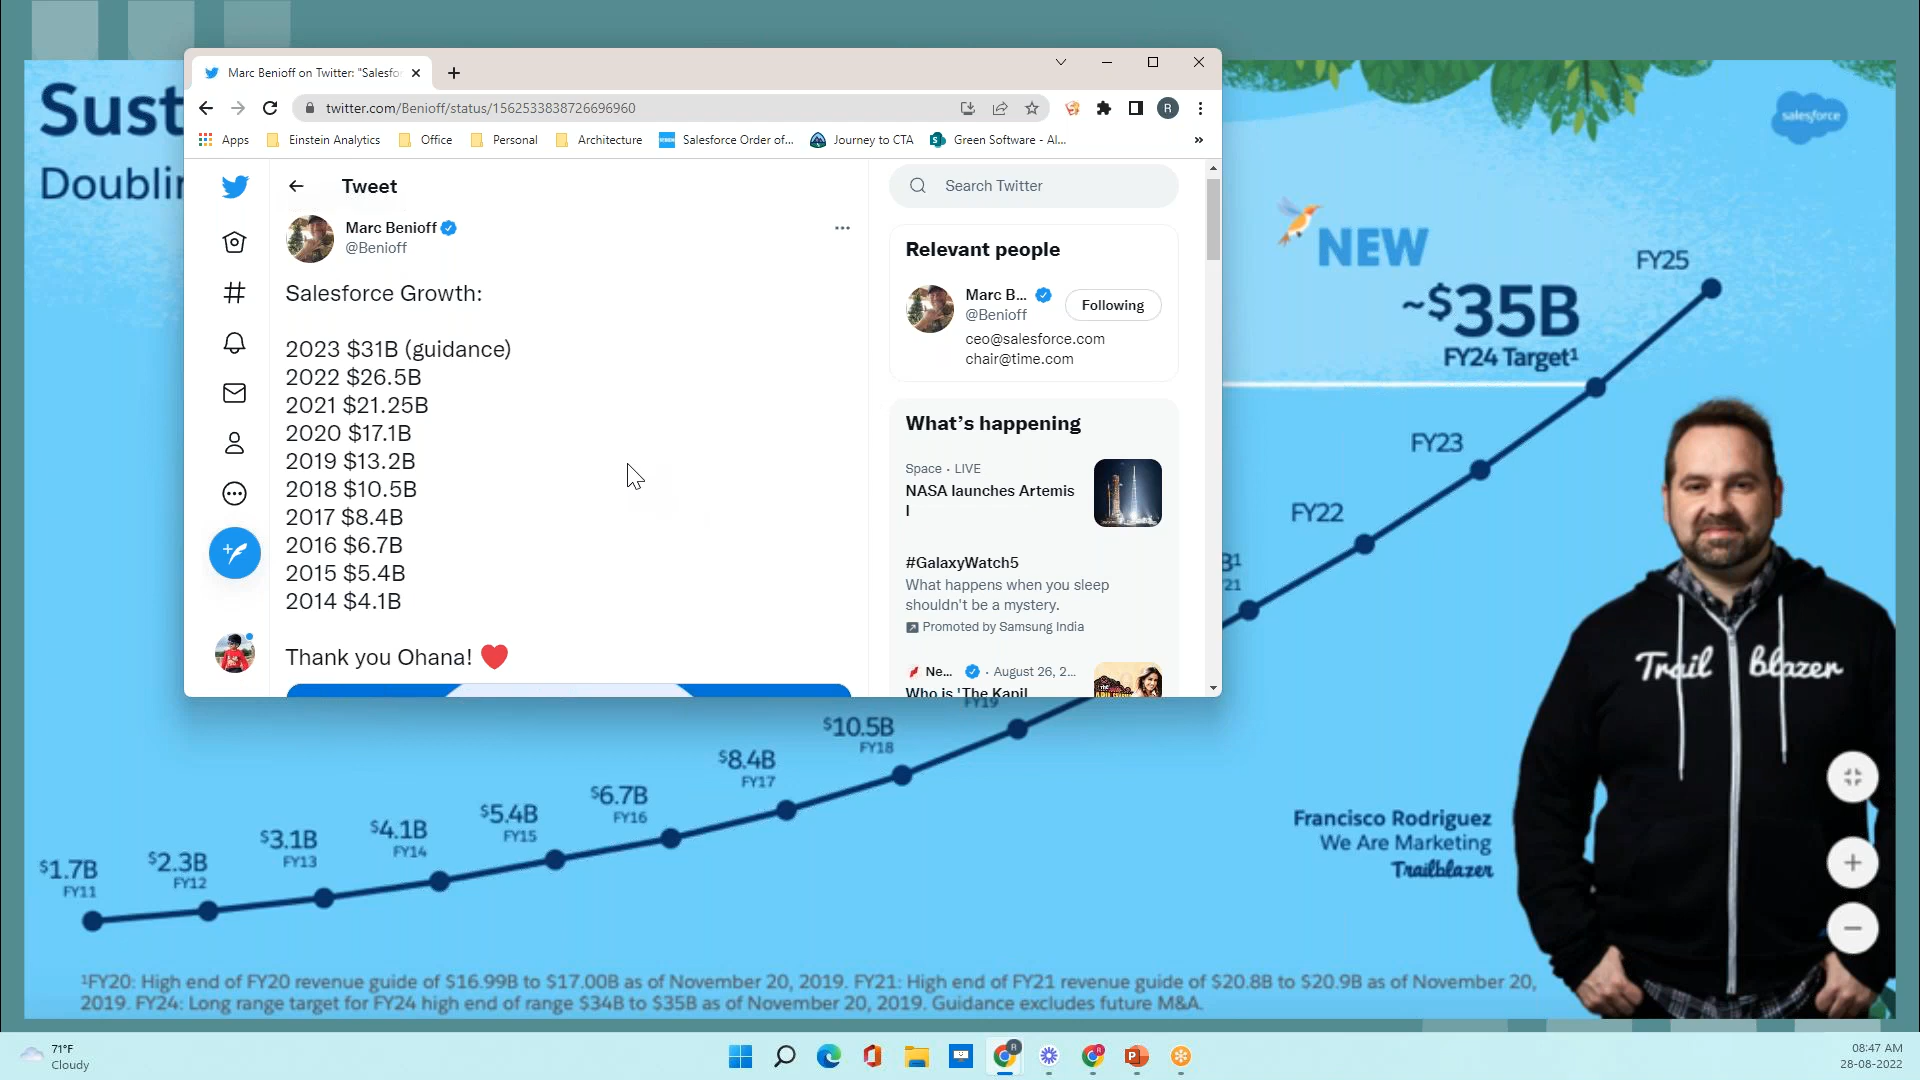 Sust
Doublin
salesforce
Marc Benioff on Twitter: "Salesfo
twitter.com/Benioff/status/1562533838726696960
R
Apps
Einstein Analytics
Office
Personal
Architecture
Salesforce Order of...
Journey to CTA
Green Software - Al...
»
Tweet
Search Twitter
Marc Benioff
@Benioff
Salesforce Growth:
2023 $31B (guidance)
2022 $26.5B
2021 $21.25B
2020 $17.1B
2019 $13.2B
2018 $10.5B
2017 $8.4B
2016 $6.7B
2015 $5.4B
2014 $4.1B
Thank you Ohana! ❤️
Relevant people
Marc B...
@Benioff
Following
ceo@salesforce.com
chair@time.com
What's happening
Space · LIVE
NASA launches Artemis
I
#GalaxyWatch5
What happens when you sleep
shouldn't be a mystery.
Promoted by Samsung India
Ne... · August 26, 2...
Who is 'The Kapil
NEW
~$35B
FY24 Target¹
FY25
FY23
FY22
B¹
21
FY19
$10.5B
FY18
$8.4B
FY17
$6.7B
FY16
$5.4B
FY15
$4.1B
FY14
$3.1B
FY13
$2.3B
FY12
$1.7B
FY11
Trail blazer
Francisco Rodriguez
We Are Marketing
Trailblazer
¹FY20: High end of FY20 revenue guide of $16.99B to $17.00B as of November 20, 2019. FY21: High end of FY21 revenue guide of $20.8B to $20.9B as of November 20,
2019. FY24: Long range target for FY24 high end of range $34B to $35B as of November 20, 2019. Guidance excludes future M&A.
71°F
Cloudy
08:47 AM
28-08-2022